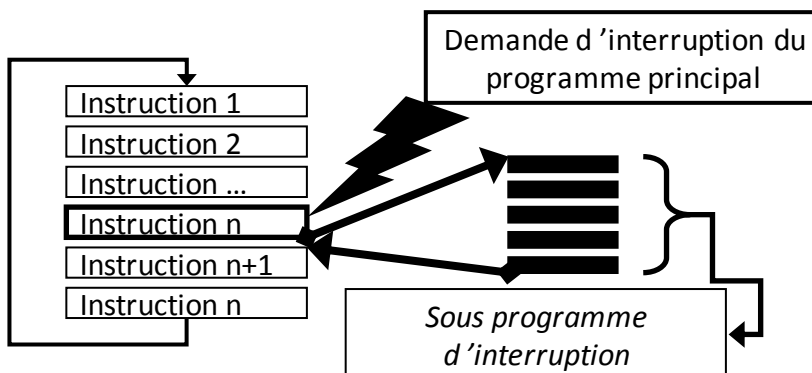 Demande d ’interruption du
programme principal
Instruction 1
Instruction 2
Instruction ...
Instruction n
Instruction n+1
Instruction n
Sous programme
d ’interruption